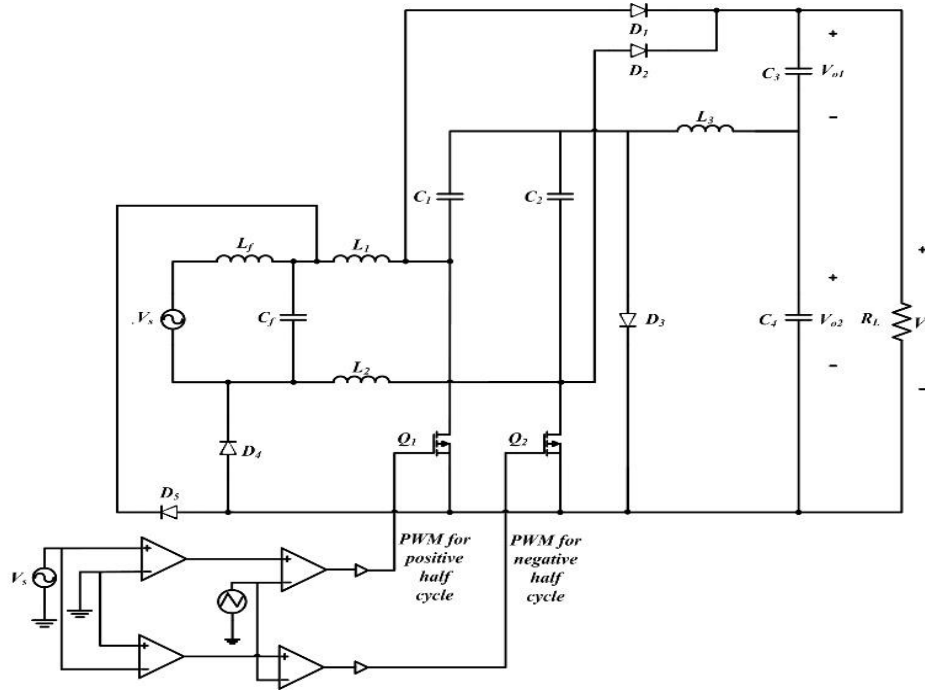 D1
D2
C3
Vo1
+
−
L3
C1
C2
Lf
L1
Vs
Cf
D3
C4
Vo2
+
−
RL
V
+
−
L2
Q1
Q2
D4
D5
PWM for
positive
half
cycle
PWM for
negative
half
cycle
Vs
+
−
+
−
+
−
+
−